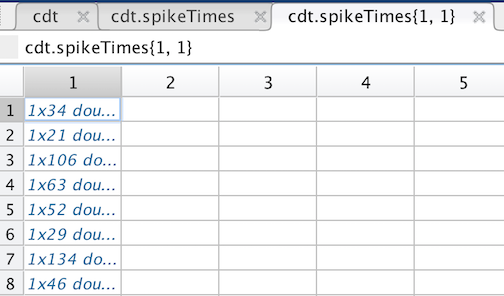 cdt cdt.spikeTimes cdt.spikeTimes{1, 1}
cdt.spikeTimes{1, 1}
1 2 3 4 5
1 1x34 dou...
2 1x21 dou...
3 1x106 do...
4 1x63 dou...
5 1x52 dou...
6 1x29 dou...
7 1x134 do...
8 1x46 dou...